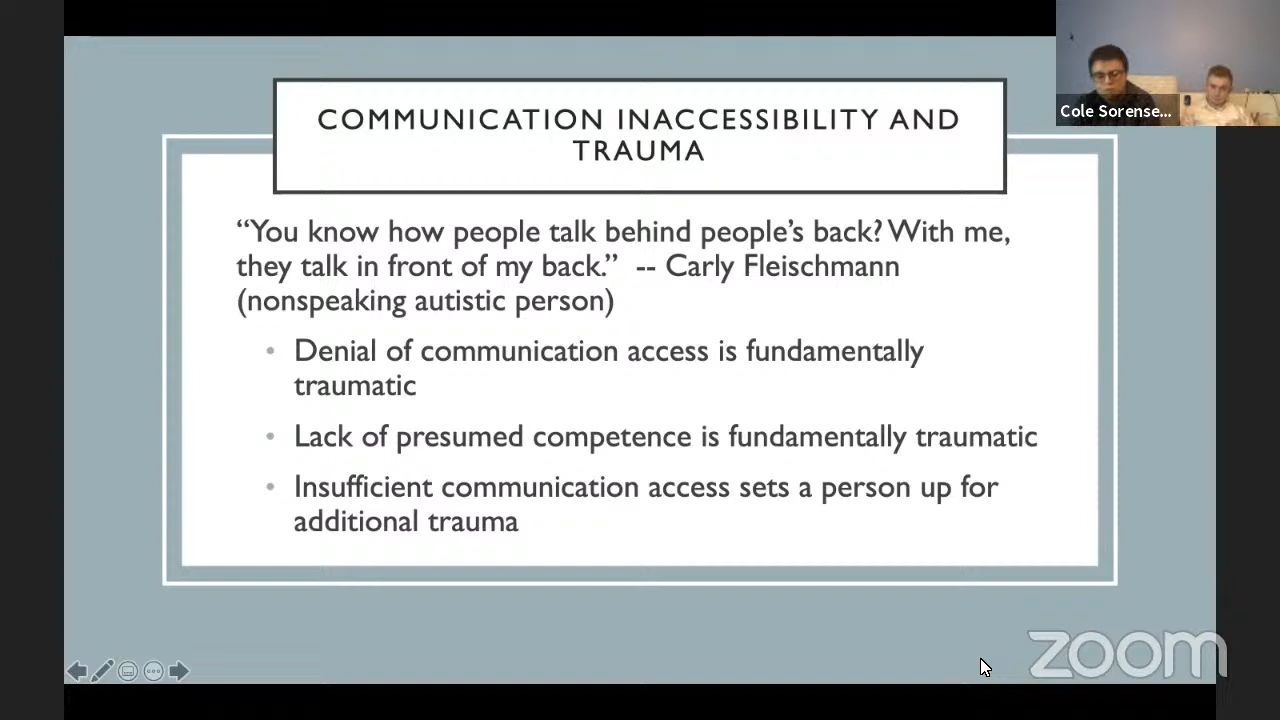 COMMUNICATION INACCESSIBILITY AND
TRAUMA
Cole Sorense...
“You know how people talk behind people’s back? With me,
they talk in front of my back.” -- Carly Fleischmann
(nonspeaking autistic person)
• Denial of communication access is fundamentally
traumatic
• Lack of presumed competence is fundamentally traumatic
• Insufficient communication access sets a person up for
additional trauma
zoom